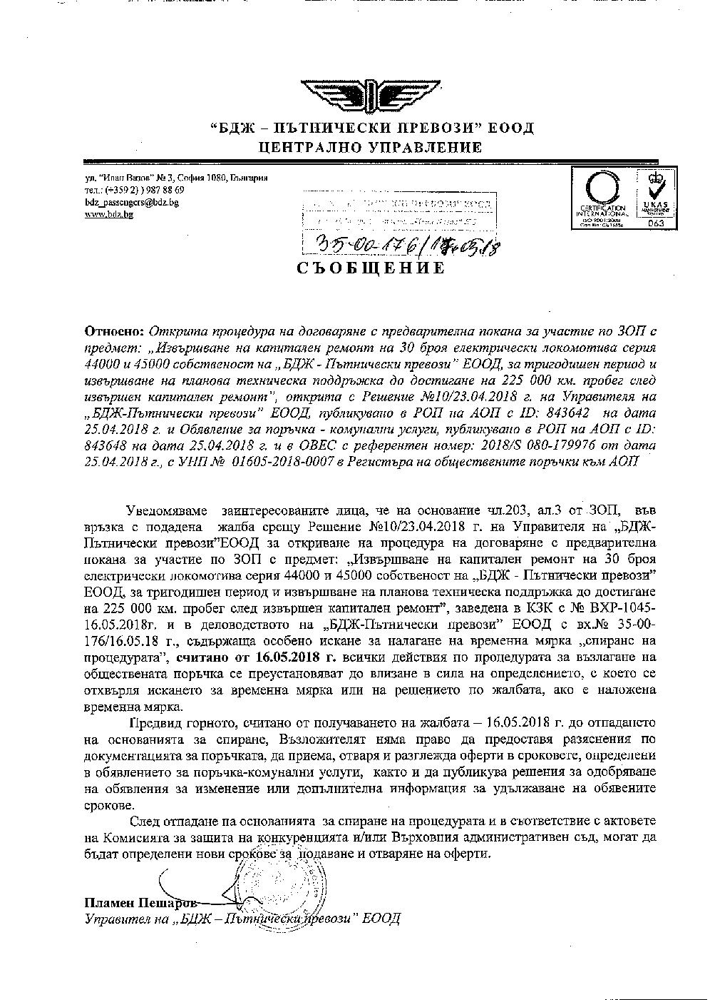 “БДЖ – ПЪТНИЧЕСКИ ПРЕВОЗИ” ЕООД
ЦЕНТРАЛНО УПРАВЛЕНИЕ
ул. “Иван Вазов” № 3, София 1080, България
тел.: (+359 2) ) 987 88 69
bdz_passengers@bdz.bg
www.bdz.bg
CERTIFICATION
INTERNATIONAL
ISO 9001:2008
UKAS
MANAGEMENT
SYSTEMS
063
35-00-176/17.05.18
СЪОБЩЕНИЕ
Относно: Открита процедура на договаряне с предварителна покана за участие по ЗОП с
предмет: „Извършване на капитален ремонт на 30 броя електрически локомотива серия
44000 и 45000 собственост на „БДЖ - Пътнически превози” ЕООД, за тригодишен период и
извършване на планова техническа поддръжка до достигане на 225 000 км. пробег след
извършен капитален ремонт”, открита с Решение №10/23.04.2018 г. на Управителя на
„БДЖ-Пътнически превози” ЕООД, публикувано в РОП на АОП с ID: 843642 на дата
25.04.2018 г. и Обявление за поръчка - комунални услуги, публикувано в РОП на АОП с ID:
843648 на дата 25.04.2018 г. и в ОВЕС с референтен номер: 2018/S 080-179976 от дата
25.04.2018 г., с УНП № 01605-2018-0007 в Регистъра на обществените поръчки към АОП
Уведомяваме заинтересованите лица, че на основание чл.203, ал.3 от ЗОП, във
връзка с подадена жалба срещу Решение №10/23.04.2018 г. на Управителя на „БДЖ-
Пътнически превози”ЕООД за откриване на процедура на договаряне с предварителна
покана за участие по ЗОП с предмет: „Извършване на капитален ремонт на 30 броя
електрически локомотива серия 44000 и 45000 собственост на „БДЖ - Пътнически превози”
ЕООД, за тригодишен период и извършване на планова техническа поддръжка до достигане
на 225 000 км. пробег след извършен капитален ремонт”, заведена в КЗК с № ВХР-1045-
16.05.2018г. и в деловодството на „БДЖ-Пътнически превози” ЕООД с вх.№ 35-00-
176/16.05.18 г., съдържаща особено искане за налагане на временна мярка „спиране на
процедурата”, считано от 16.05.2018 г. всички действия по процедурата за възлагане на
обществената поръчка се преустановяват до влизане в сила на определението, с което се
отхвърля искането за временна мярка или на решението по жалбата, ако е наложена
временна мярка.
Предвид горното, считано от получаването на жалбата – 16.05.2018 г. до отпадането
на основанията за спиране, Възложителят няма право да предоставя разяснения по
документацията за поръчката, да приема, отваря и разглежда оферти в сроковете, определени
в обявлението за поръчка-комунални услуги, както и да публикува решения за одобряване
на обявления за изменение или допълнителна информация за удължаване на обявените
срокове.
След отпадане на основанията за спиране на процедурата и в съответствие с актовете
на Комисията за защита на конкуренцията и/или Върховния административен съд, могат да
бъдат определени нови срокове за подаване и отваряне на оферти.
Пламен Пешаров
Управител на „БДЖ – Пътнически превози” ЕООД